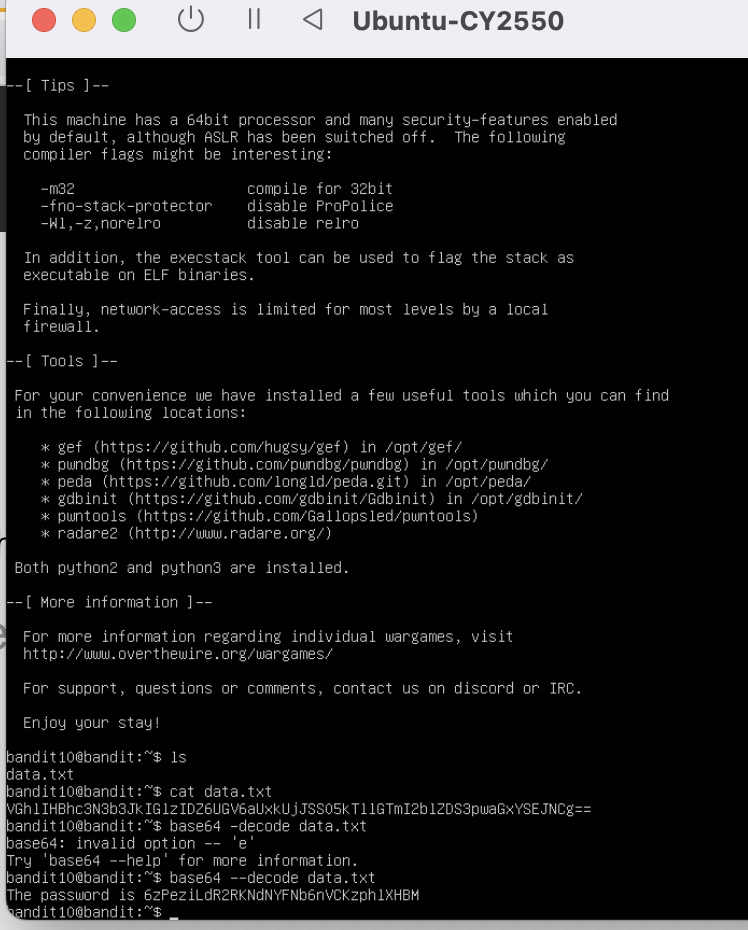 Ubuntu-CY2550
--[ Tips ]--
This machine has a 64bit processor and many security-features enabled
by default, although ASLR has been switched off.  The following
compiler flags might be interesting:
-m32                    compile for 32bit
-fno-stack-protector    disable ProPolice
-Wl,-z,norelro          disable relro
In addition, the execstack tool can be used to flag the stack as
executable on ELF binaries.
Finally, network-access is limited for most levels by a local
firewall.
--[ Tools ]--
For your convenience we have installed a few useful tools which you can find
in the following locations:
* gef (https://github.com/hugsy/gef) in /opt/gef/
* pwndbg (https://github.com/pwndbg/pwndbg) in /opt/pwndbg/
* peda (https://github.com/longld/peda.git) in /opt/peda/
* gdbinit (https://github.com/gdbinit/Gdbinit) in /opt/gdbinit/
* pwntools (https://github.com/Gallopsled/pwntools)
* radare2 (http://www.radare.org/)
Both python2 and python3 are installed.
--[ More information ]--
For more information regarding individual wargames, visit
http://www.overthewire.org/wargames/
For support, questions or comments, contact us on discord or IRC.
Enjoy your stay!
bandit10@bandit:~$ ls
data.txt
bandit10@bandit:~$ cat data.txt
VGhlIHBhc3N3b3JkIGlzIDZ6UGV6aUxkUjJSS05kTllGTmI2blZDS3pwaGxYSEJNCg==
bandit10@bandit:~$ base64 -decode data.txt
base64: invalid option -- 'e'
Try 'base64 --help' for more information.
bandit10@bandit:~$ base64 --decode data.txt
The password is 6zPeziLdR2RKNdNYFNb6nVCKzphlXHBM
bandit10@bandit:~$ _